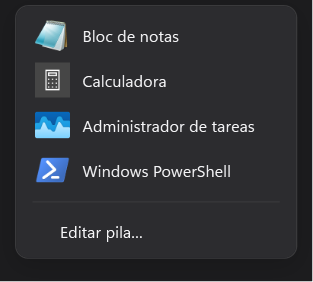 Bloc de notas
Calculadora
Administrador de tareas
Windows PowerShell
Editar pila...